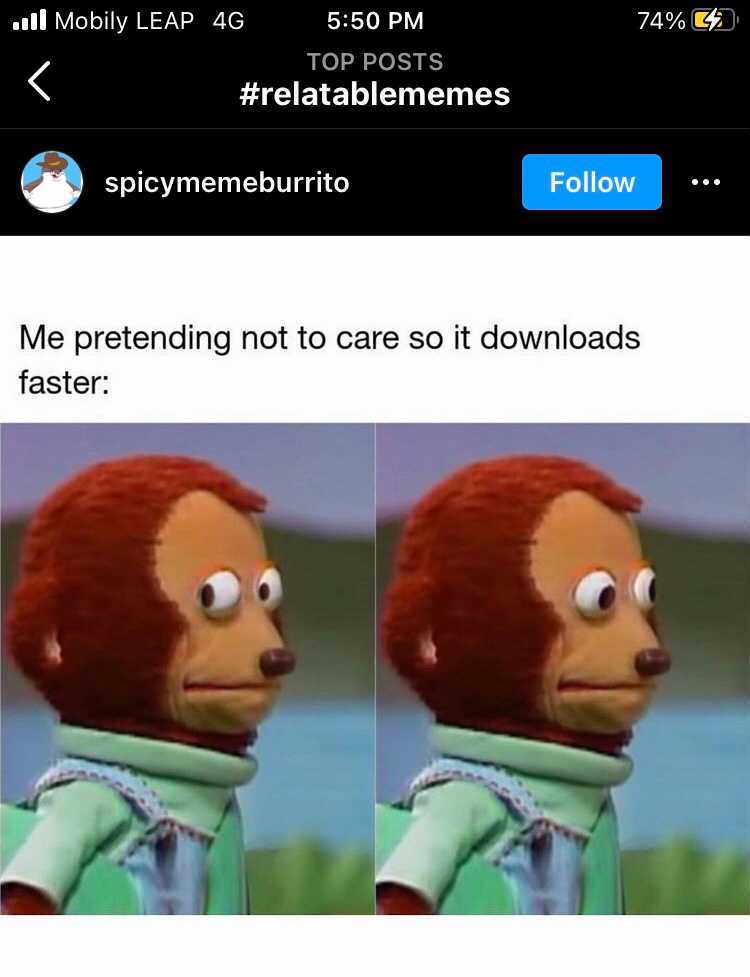 Mobily LEAP 4G 5:50 PM 74%
TOP POSTS
#relatablememes
spicymemeburrito Follow
Me pretending not to care so it downloads
faster: